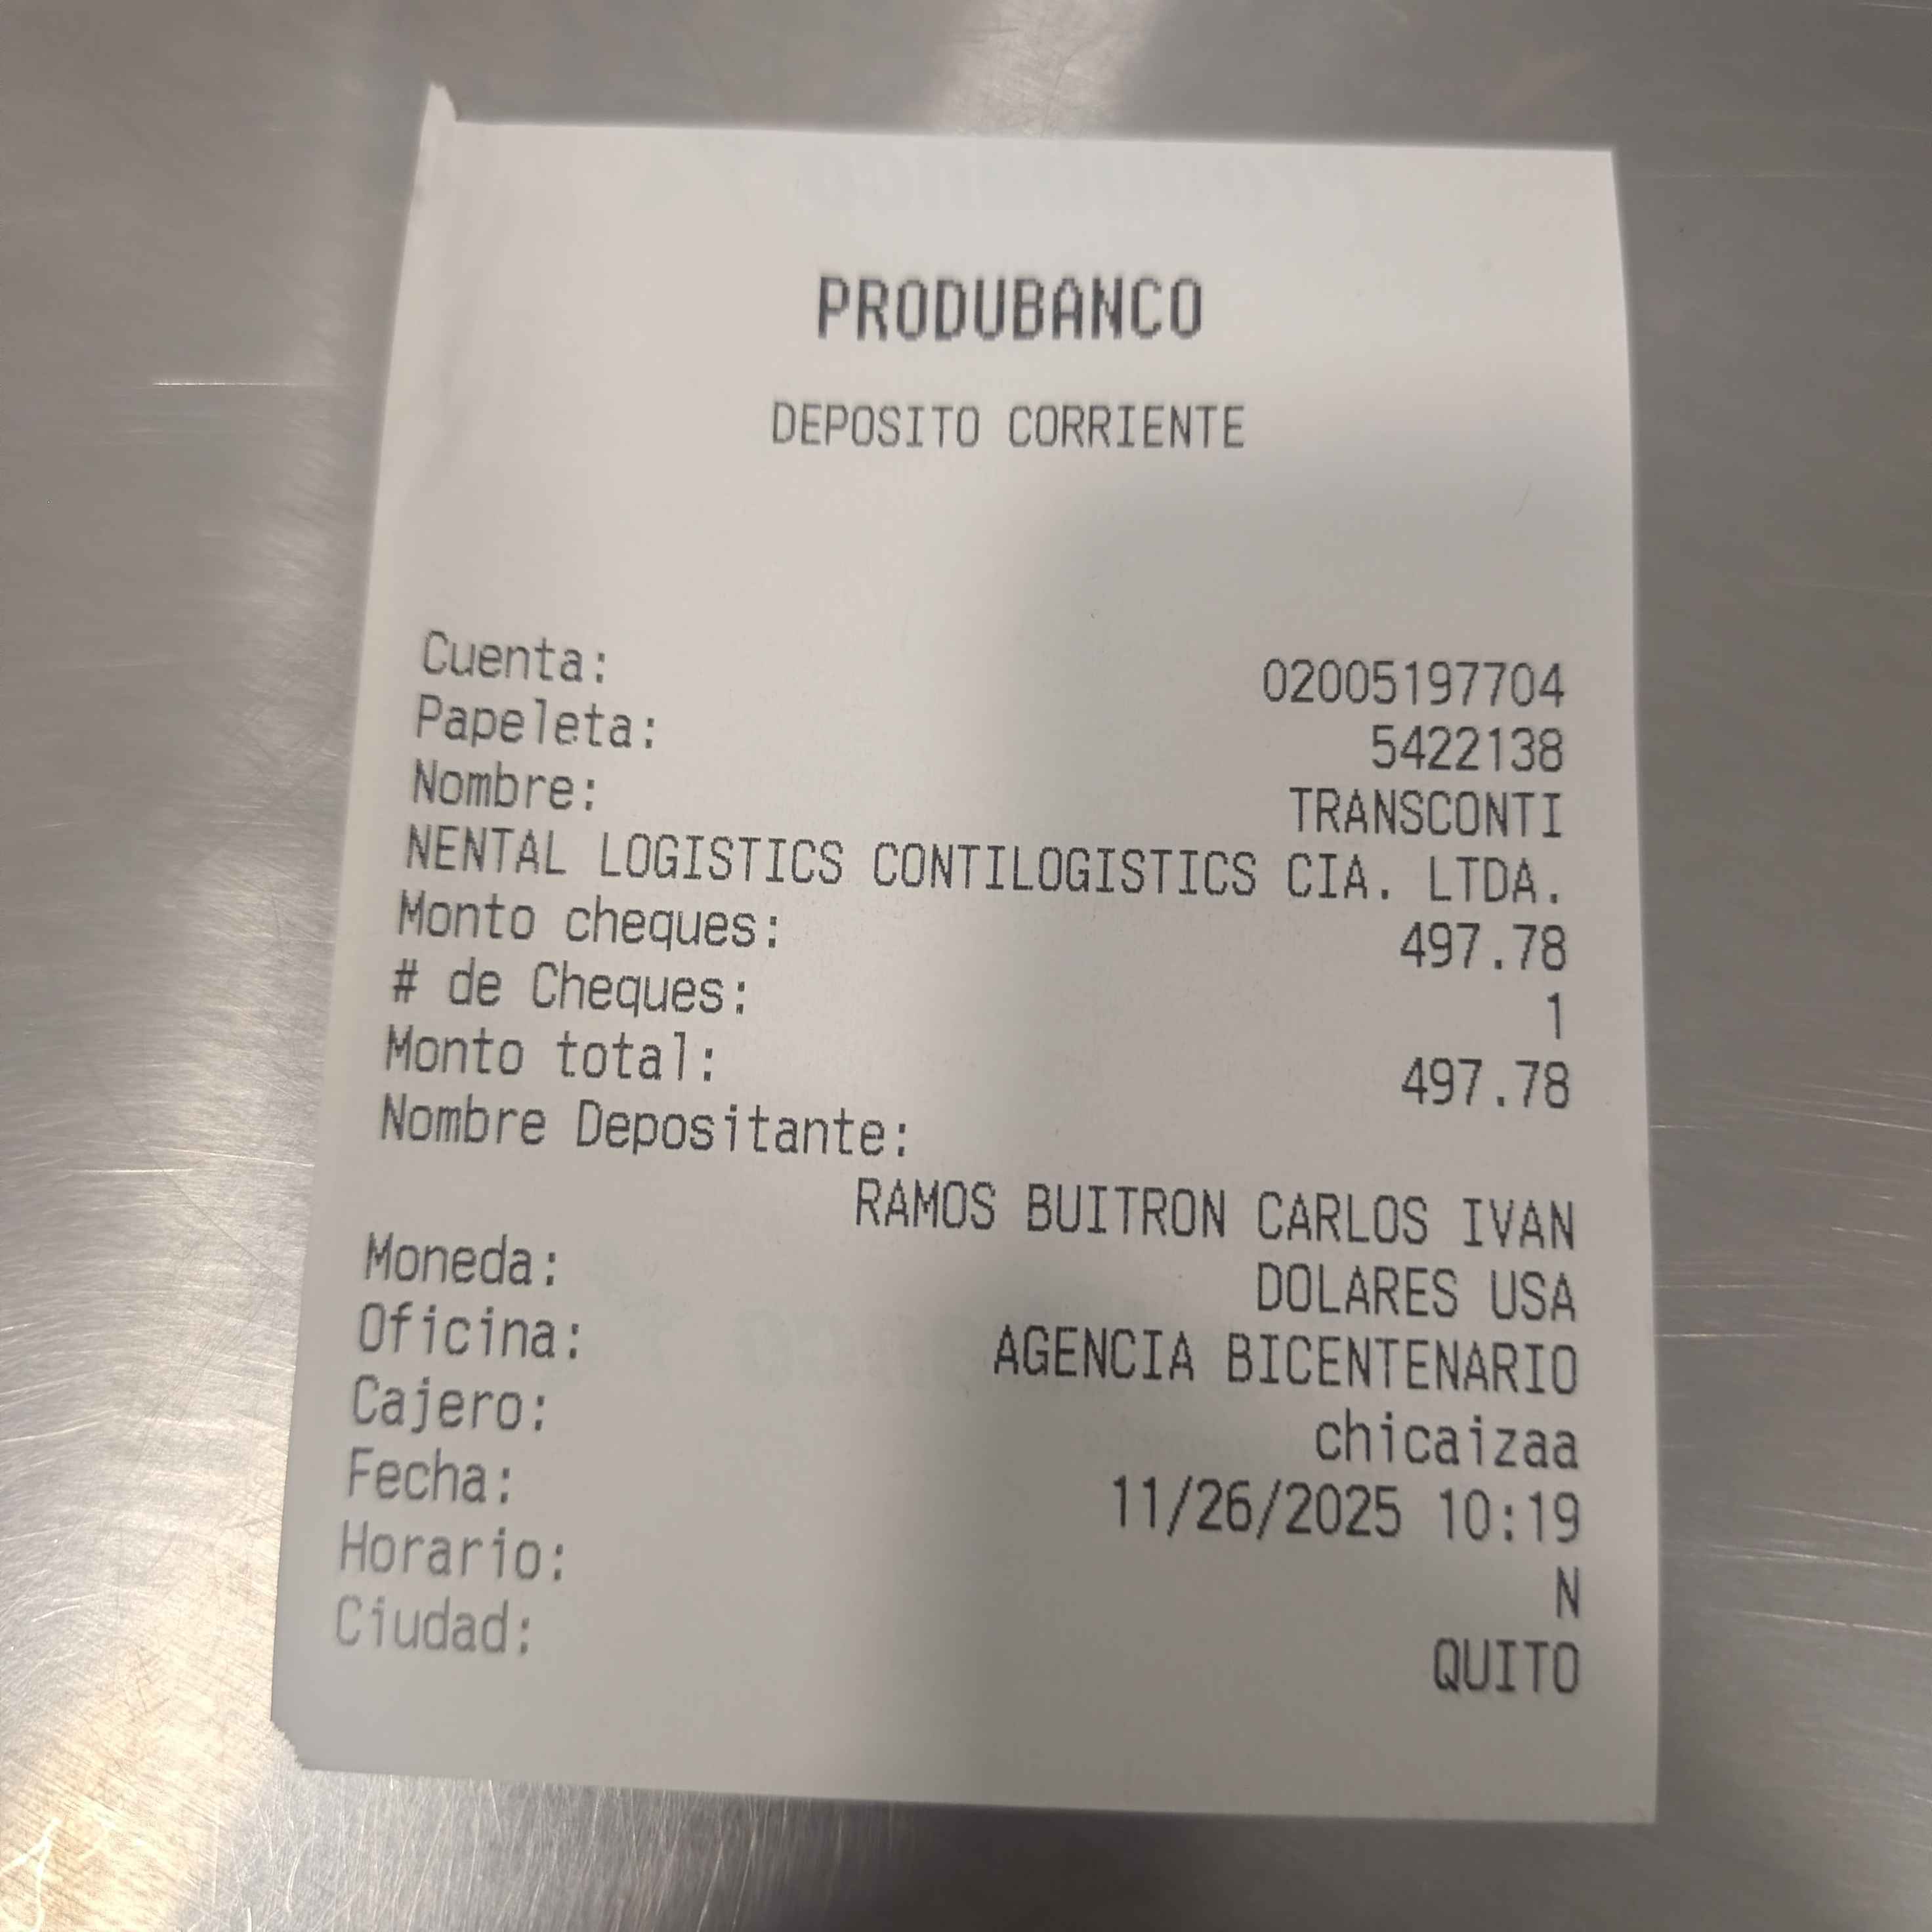 PRODUBANCO
DEPOSITO CORRIENTE
Cuenta: 02005197704
Papeleta: 5422138
Nombre: TRANSCONTI
NENTAL LOGISTICS CONTILOGISTICS CIA. LTDA.
Monto cheques: 497.78
# de Cheques: 1
Monto total: 497.78
Nombre Depositante:
RAMOS BUITRON CARLOS IVAN
Moneda: DOLARES USA
Oficina: AGENCIA BICENTENARIO
Cajero: chicaizaa
Fecha: 11/26/2025 10:19
Horario: N
Ciudad: QUITO